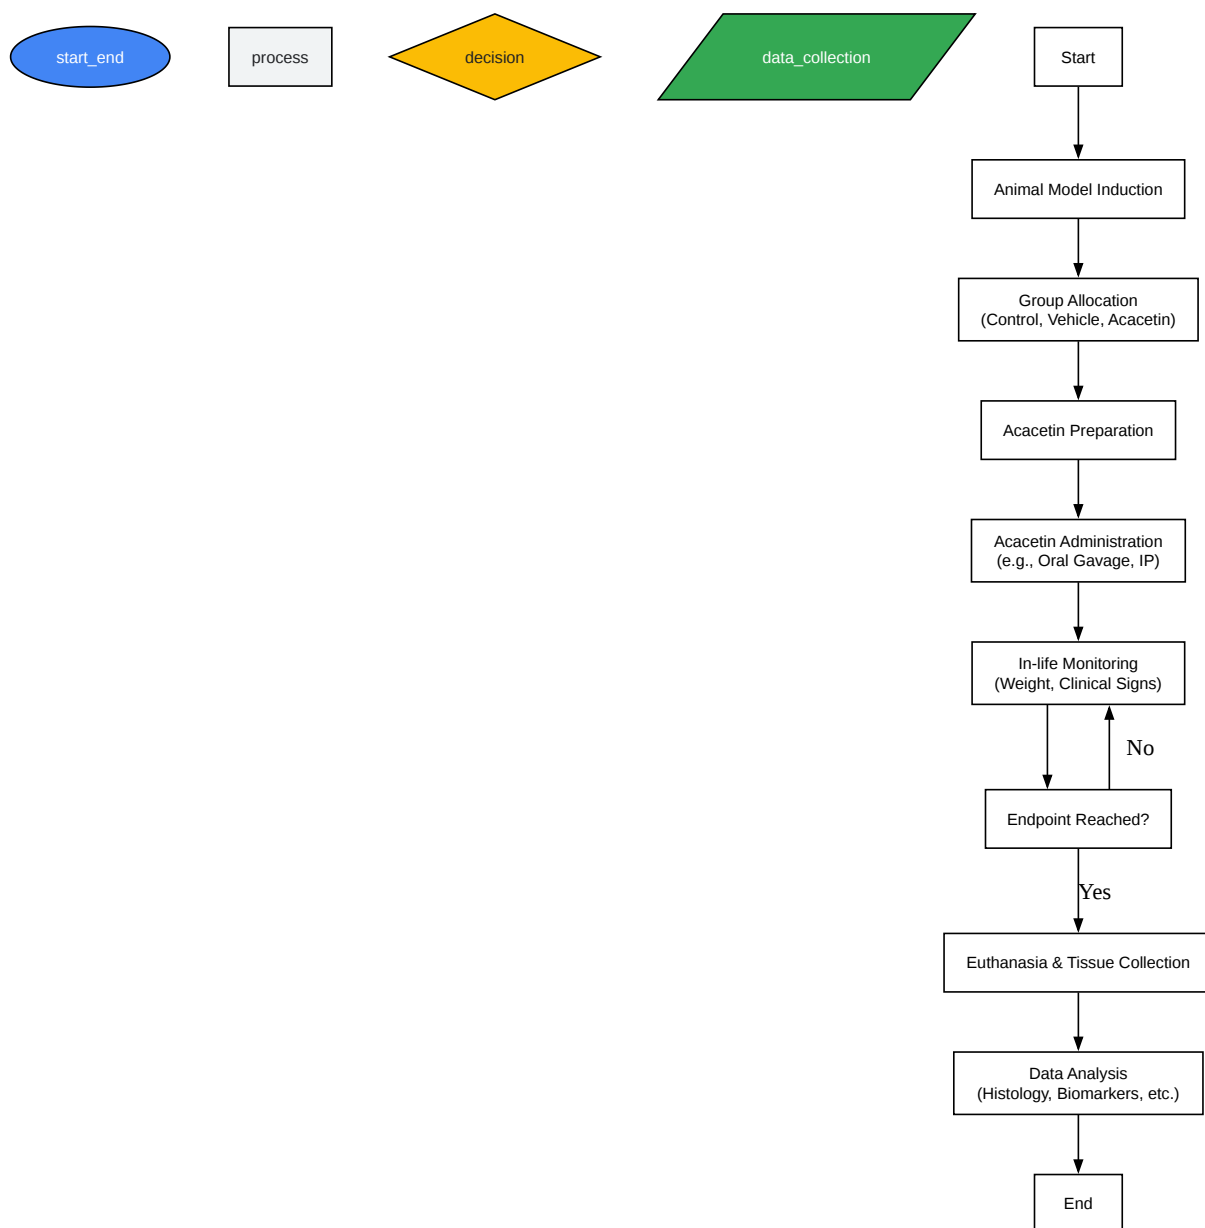 start_end
process
decision
data_collection
Start
Animal Model Induction
Group Allocation
(Control, Vehicle, Acacetin)
Acacetin Preparation
Acacetin Administration
(e.g., Oral Gavage, IP)
In-life Monitoring
(Weight, Clinical Signs)
No
Endpoint Reached?
Yes
Euthanasia & Tissue Collection
Data Analysis
(Histology, Biomarkers, etc.)
End